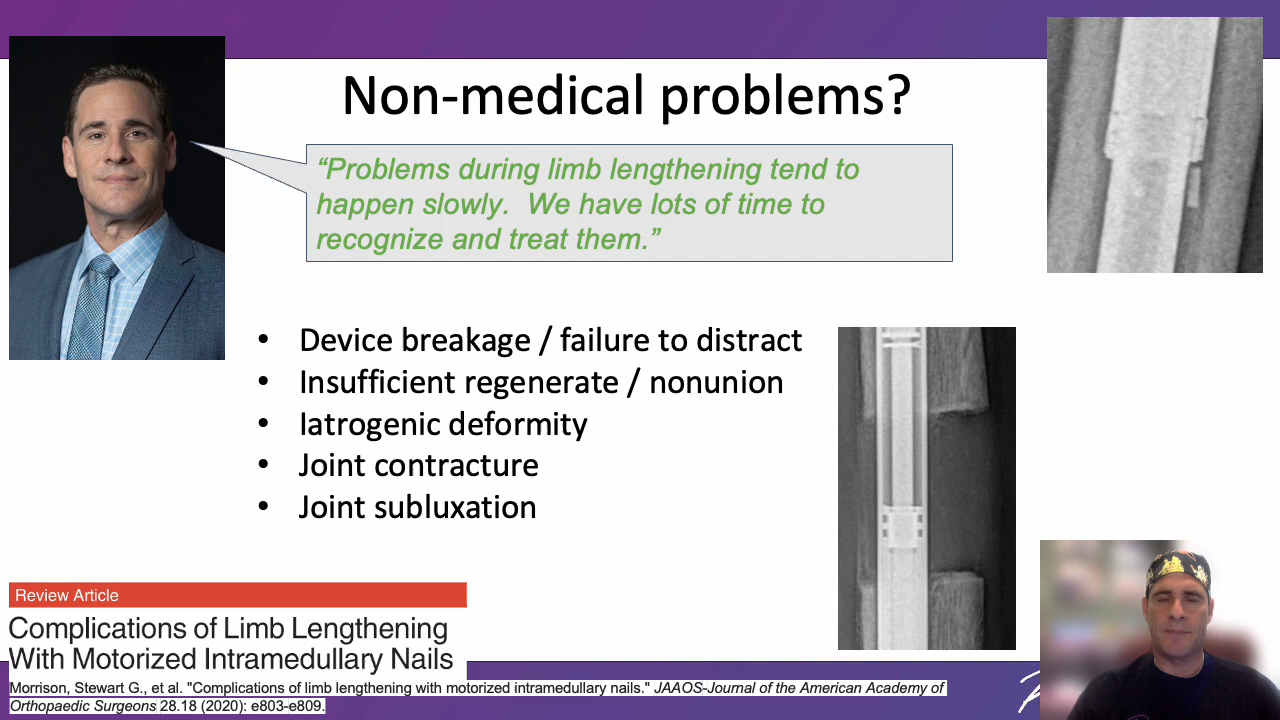 Non-medical problems?
“Problems during limb lengthening tend to
happen slowly.  We have lots of time to
recognize and treat them.”
• Device breakage / failure to distract
• Insufficient regenerate / nonunion
• Iatrogenic deformity
• Joint contracture
• Joint subluxation
Review Article
Complications of Limb Lengthening
With Motorized Intramedullary Nails
Morrison, Stewart G., et al. "Complications of limb lengthening with motorized intramedullary nails." JAAOS-Journal of the American Academy of
Orthopaedic Surgeons 28.18 (2020): e803-e809.